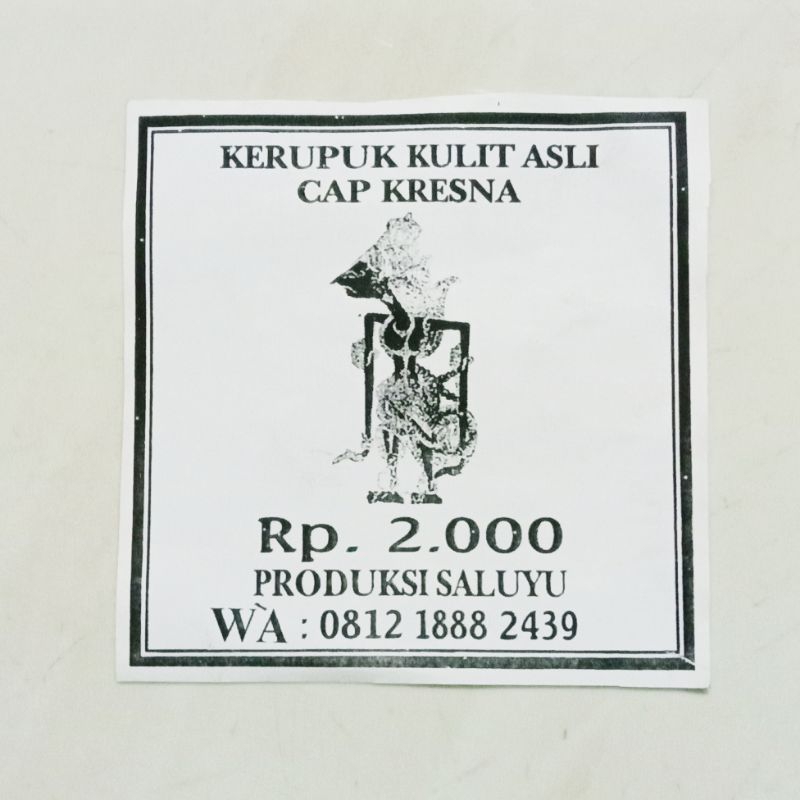 KERUPUK KULIT ASLI
CAP KRESNA
Rp. 2.000
PRODUKSI SALUYU
WA : 0812 1888 2439